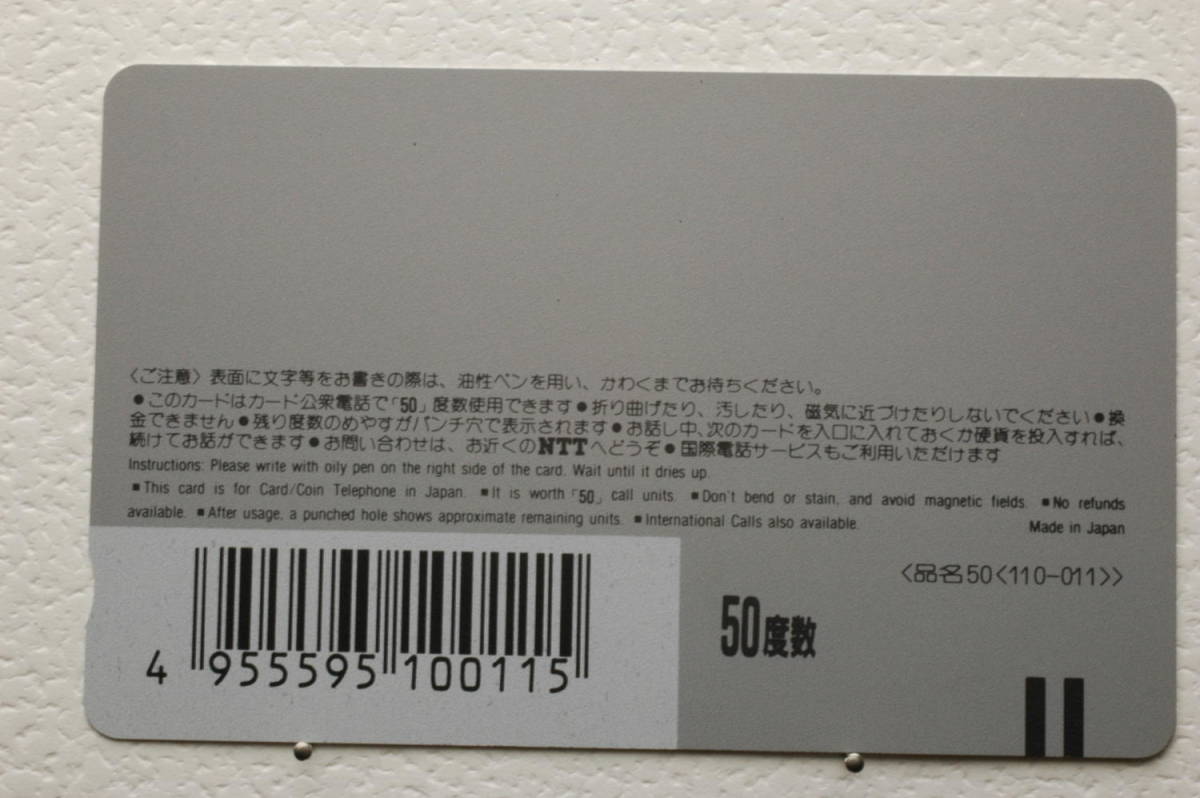 〈ご注意〉表面に文字等をお書きの際は、油性ペンを用い、かわくまでお待ちください。
●このカードはカード公衆電話で「50」度数使用できます●折り曲げたり、汚したり、磁気に近づけたりしないでください●換
金できません●残り度数のめやすがパンチ穴で表示されます●お話し中、次のカードを入口に入れておくか硬貨を投入すれば、
続けてお話ができます●お問い合わせは、お近くのNTTへどうぞ●国際電話サービスもご利用いただけます
Instructions: Please write with oily pen on the right side of the card. Wait until it dries up.
■This card is for Card/Coin Telephone in Japan. ■It is worth「50」call units. ■Don't bend or stain, and avoid magnetic fields. ■No refunds
available. ■After usage, a punched hole shows approximate remaining units. ■International Calls also available.
Made in Japan
〈品名50〈110-011〉〉
50度数
4 955595 100115